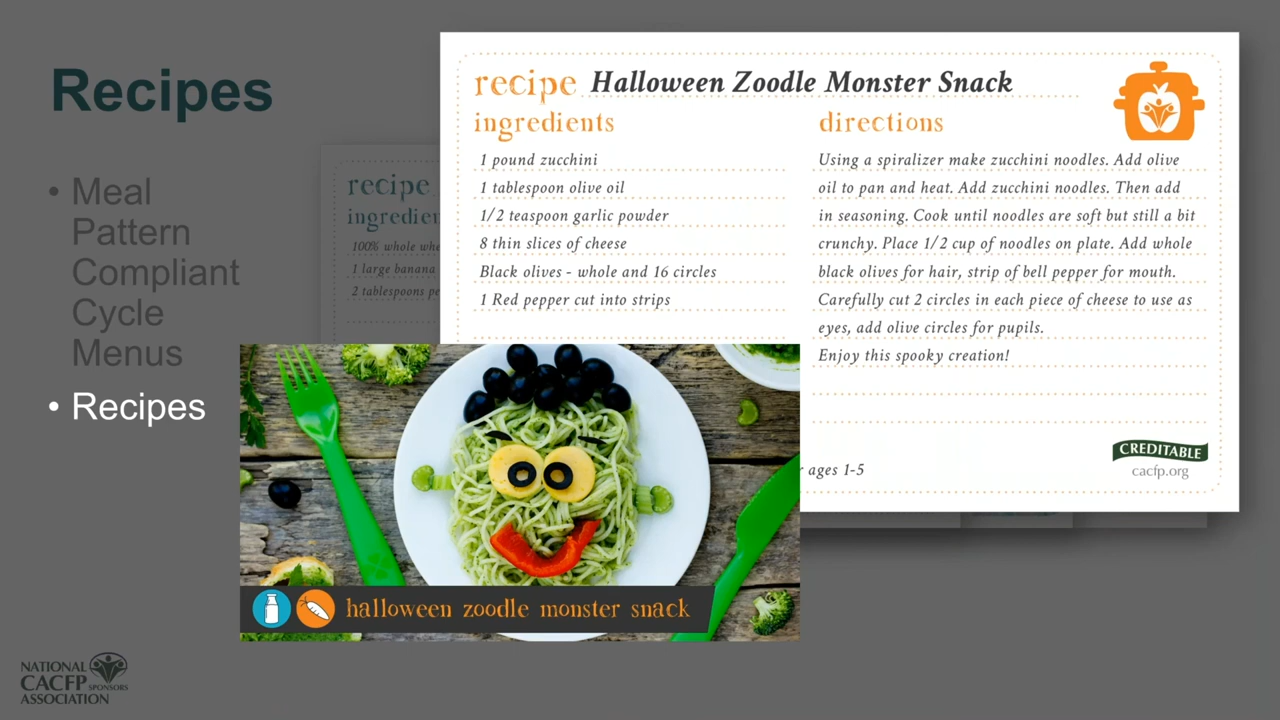 Recipes
• Meal
Pattern
Compliant
Cycle
Menus
• Recipes
recipe
100% whole
1 large banana
2 tablespoons
recipe Halloween Zoodle Monster Snack
ingredients
1 pound zucchini
1 tablespoon olive oil
1/2 teaspoon garlic powder
8 thin slices of cheese
Black olives - whole and 16 circles
1 Red pepper cut into strips
directions
Using a spiralizer make zucchini noodles. Add olive
oil to pan and heat. Add zucchini noodles. Then add
in seasoning. Cook until noodles are soft but still a bit
crunchy. Place 1/2 cup of noodles on plate. Add whole
black olives for hair, strip of bell pepper for mouth.
Carefully cut 2 circles in each piece of cheese to use as
eyes, add olive circles for pupils.
Enjoy this spooky creation!
ages 1-5
CREDITABLE
cacfp.org
halloween zoodle monster snack
NATIONAL
CACFP SPONSORS
ASSOCIATION